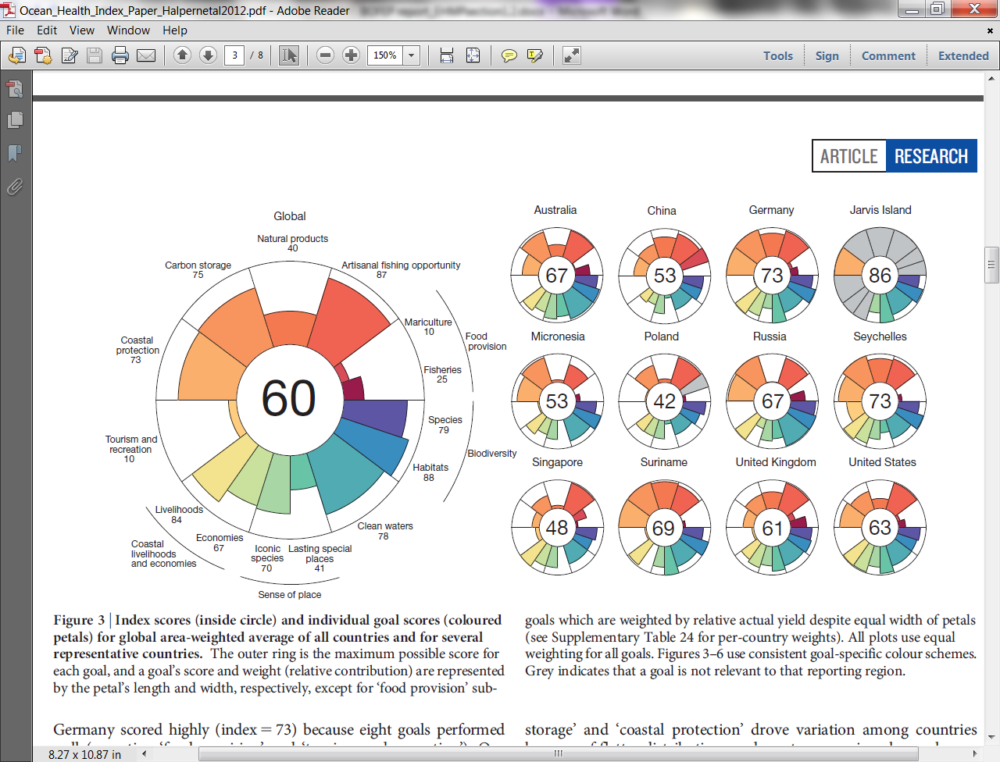 Ocean_Health_Index_Paper_Halpernetal2012.pdf - Adobe Reader
File Edit View Window Help
3 / 8 150% Tools Sign Comment Extended
ARTICLE RESEARCH
Global
Natural products
40
Carbon storage
75
Artisanal fishing opportunity
87
Coastal
protection
73
Mariculture
10
Food
provision
Fisheries
25
60
Species
79
Tourism and
recreation
10
Biodiversity
Habitats
88
Livelihoods
84
Clean waters
78
Economies
67
Coastal
livelihoods
and economies
Iconic
species
70
Lasting special
places
41
Sense of place
Australia China Germany Jarvis Island
67 53 73 86
Micronesia Poland Russia Seychelles
53 42 67 73
Singapore Suriname United Kingdom United States
48 69 61 63
Figure 3 | Index scores (inside circle) and individual goal scores (coloured
petals) for global area-weighted average of all countries and for several
representative countries. The outer ring is the maximum possible score for
each goal, and a goal's score and weight (relative contribution) are represented
by the petal's length and width, respectively, except for 'food provision' sub-
goals which are weighted by relative actual yield despite equal width of petals
(see Supplementary Table 24 for per-country weights). All plots use equal
weighting for all goals. Figures 3–6 use consistent goal-specific colour schemes.
Grey indicates that a goal is not relevant to that reporting region.
Germany scored highly (index = 73) because eight goals performed
storage' and 'coastal protection' drove variation among countries
8.27 x 10.87 in